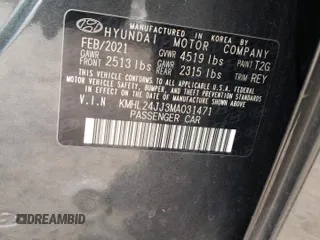 MANUFACTURED IN KOREA BY
HYUNDAI MOTOR COMPANY
FEB/2021 GVWR 4519 lbs PAINT T2G
GAWR FRONT 2513 lbs GAWR REAR 2315 lbs TRIM REY
THIS VEHICLE CONFORMS TO ALL APPLICABLE
FEDERAL MOTOR VEHICLE
SAFETY, BUMPER, AND THEFT PREVENTION
STANDARDS IN EFFECT ON THE DATE OF
MANUFACTURE SHOWN ABOVE.
V.I.N KMHL24JJ3MA031471
PASSENGER CAR
DREAMBID